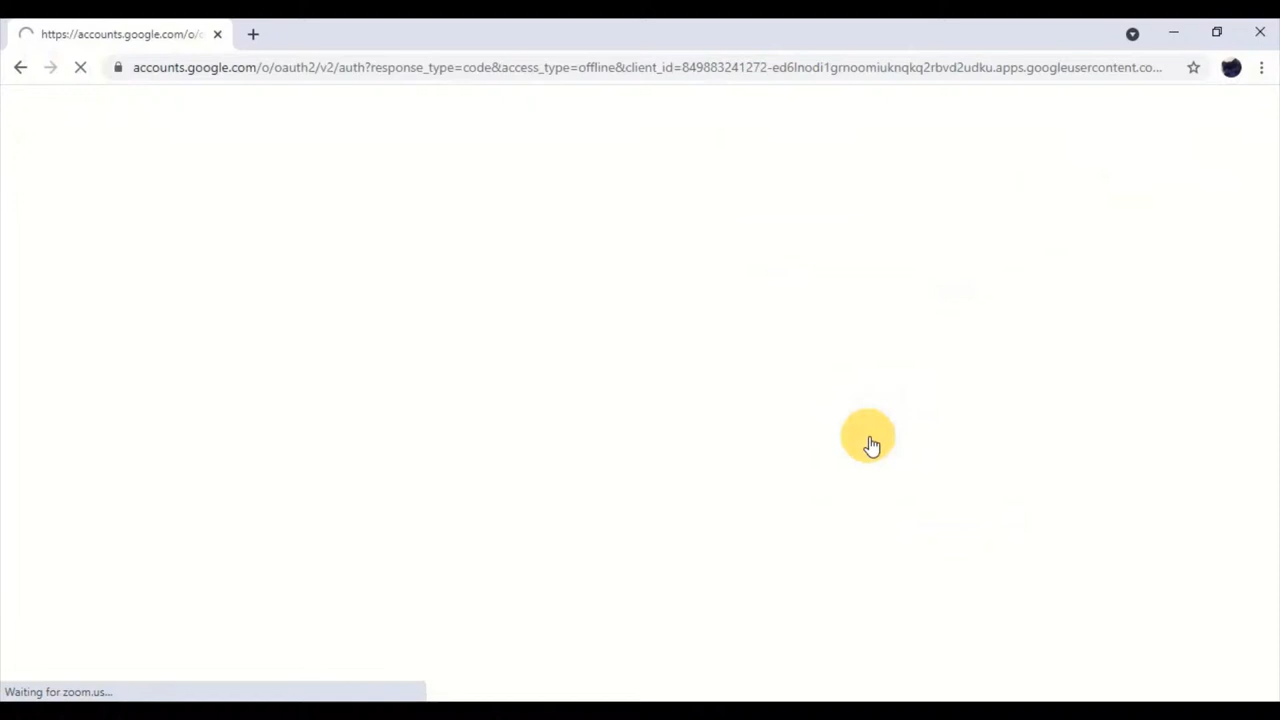 https://accounts.google.com/o/o
accounts.google.com/o/oauth2/v2/auth?response_type=code&access_type=offline&client_id=849883241272-ed6lnodi1grnoomiuknqkq2rbvd2udku.apps.googleusercontent.co...
Waiting for zoom.us...